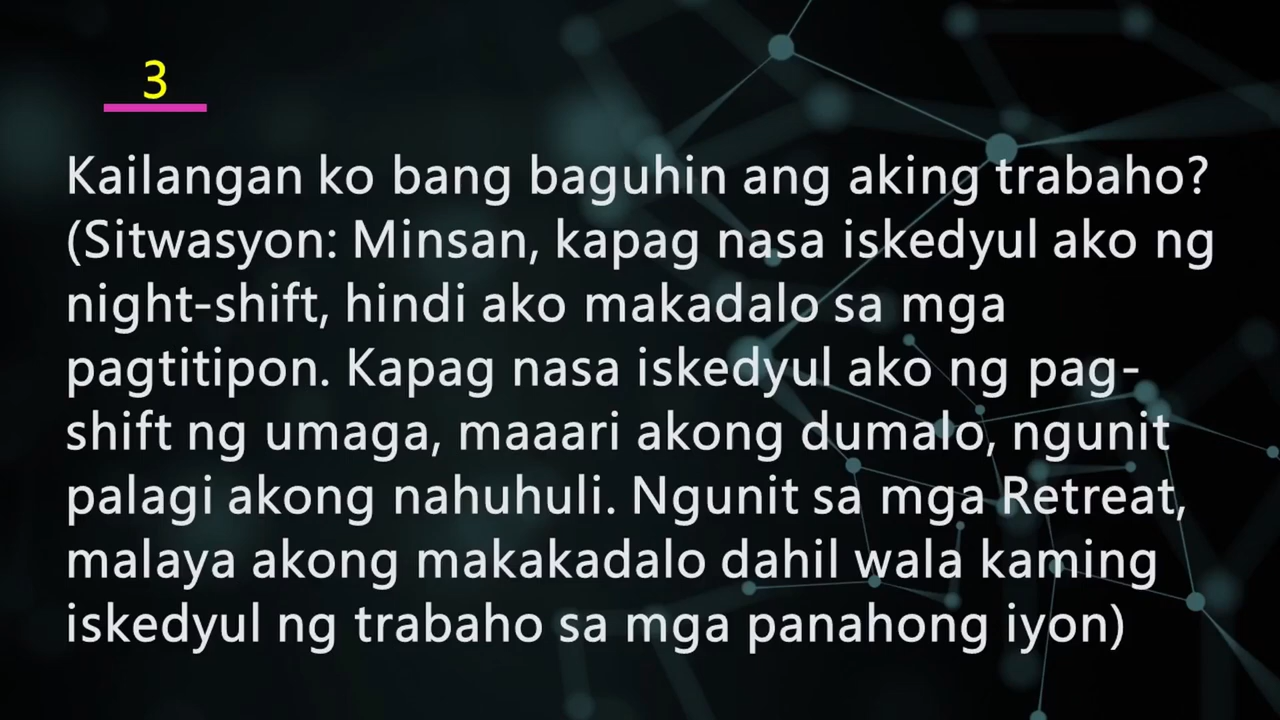 3
Kailangan ko bang baguhin ang aking trabaho?
(Sitwasyon: Minsan, kapag nasa iskedyul ako ng
night-shift, hindi ako makadalo sa mga
pagtitipon. Kapag nasa iskedyul ako ng pag-
shift ng umaga, maaari akong dumalo, ngunit
palagi akong nahuhuli. Ngunit sa mga Retreat,
malaya akong makakadalo dahil wala kaming
iskedyul ng trabaho sa mga panahong iyon)